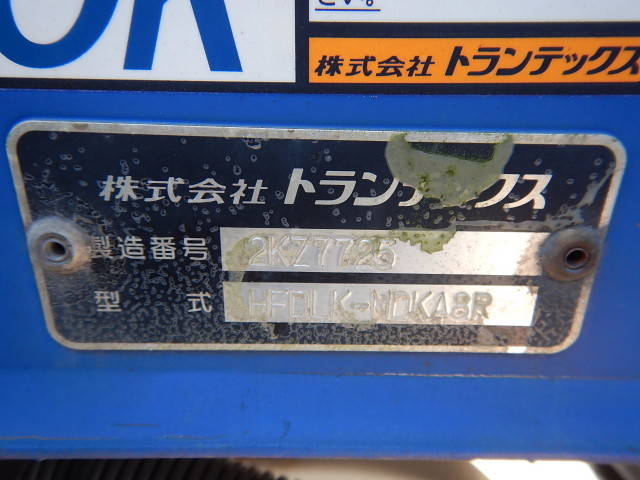 OK
さい。
株式会社 トランテックス
株式会社 トランテックス
製造番号 2KZ7725
型 式 HFDLK-NDKA8R